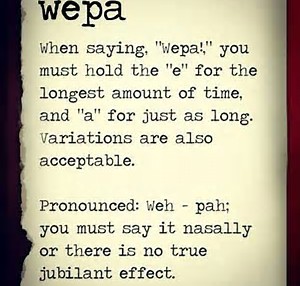 wepa
When saying, "Wepa!," you
must hold the "e" for the
longest amount of time,
and "a" for just as long.
Variations are also
acceptable.
Pronounced: Weh - pah;
you must say it nasally
or there is no true
jubilant effect.